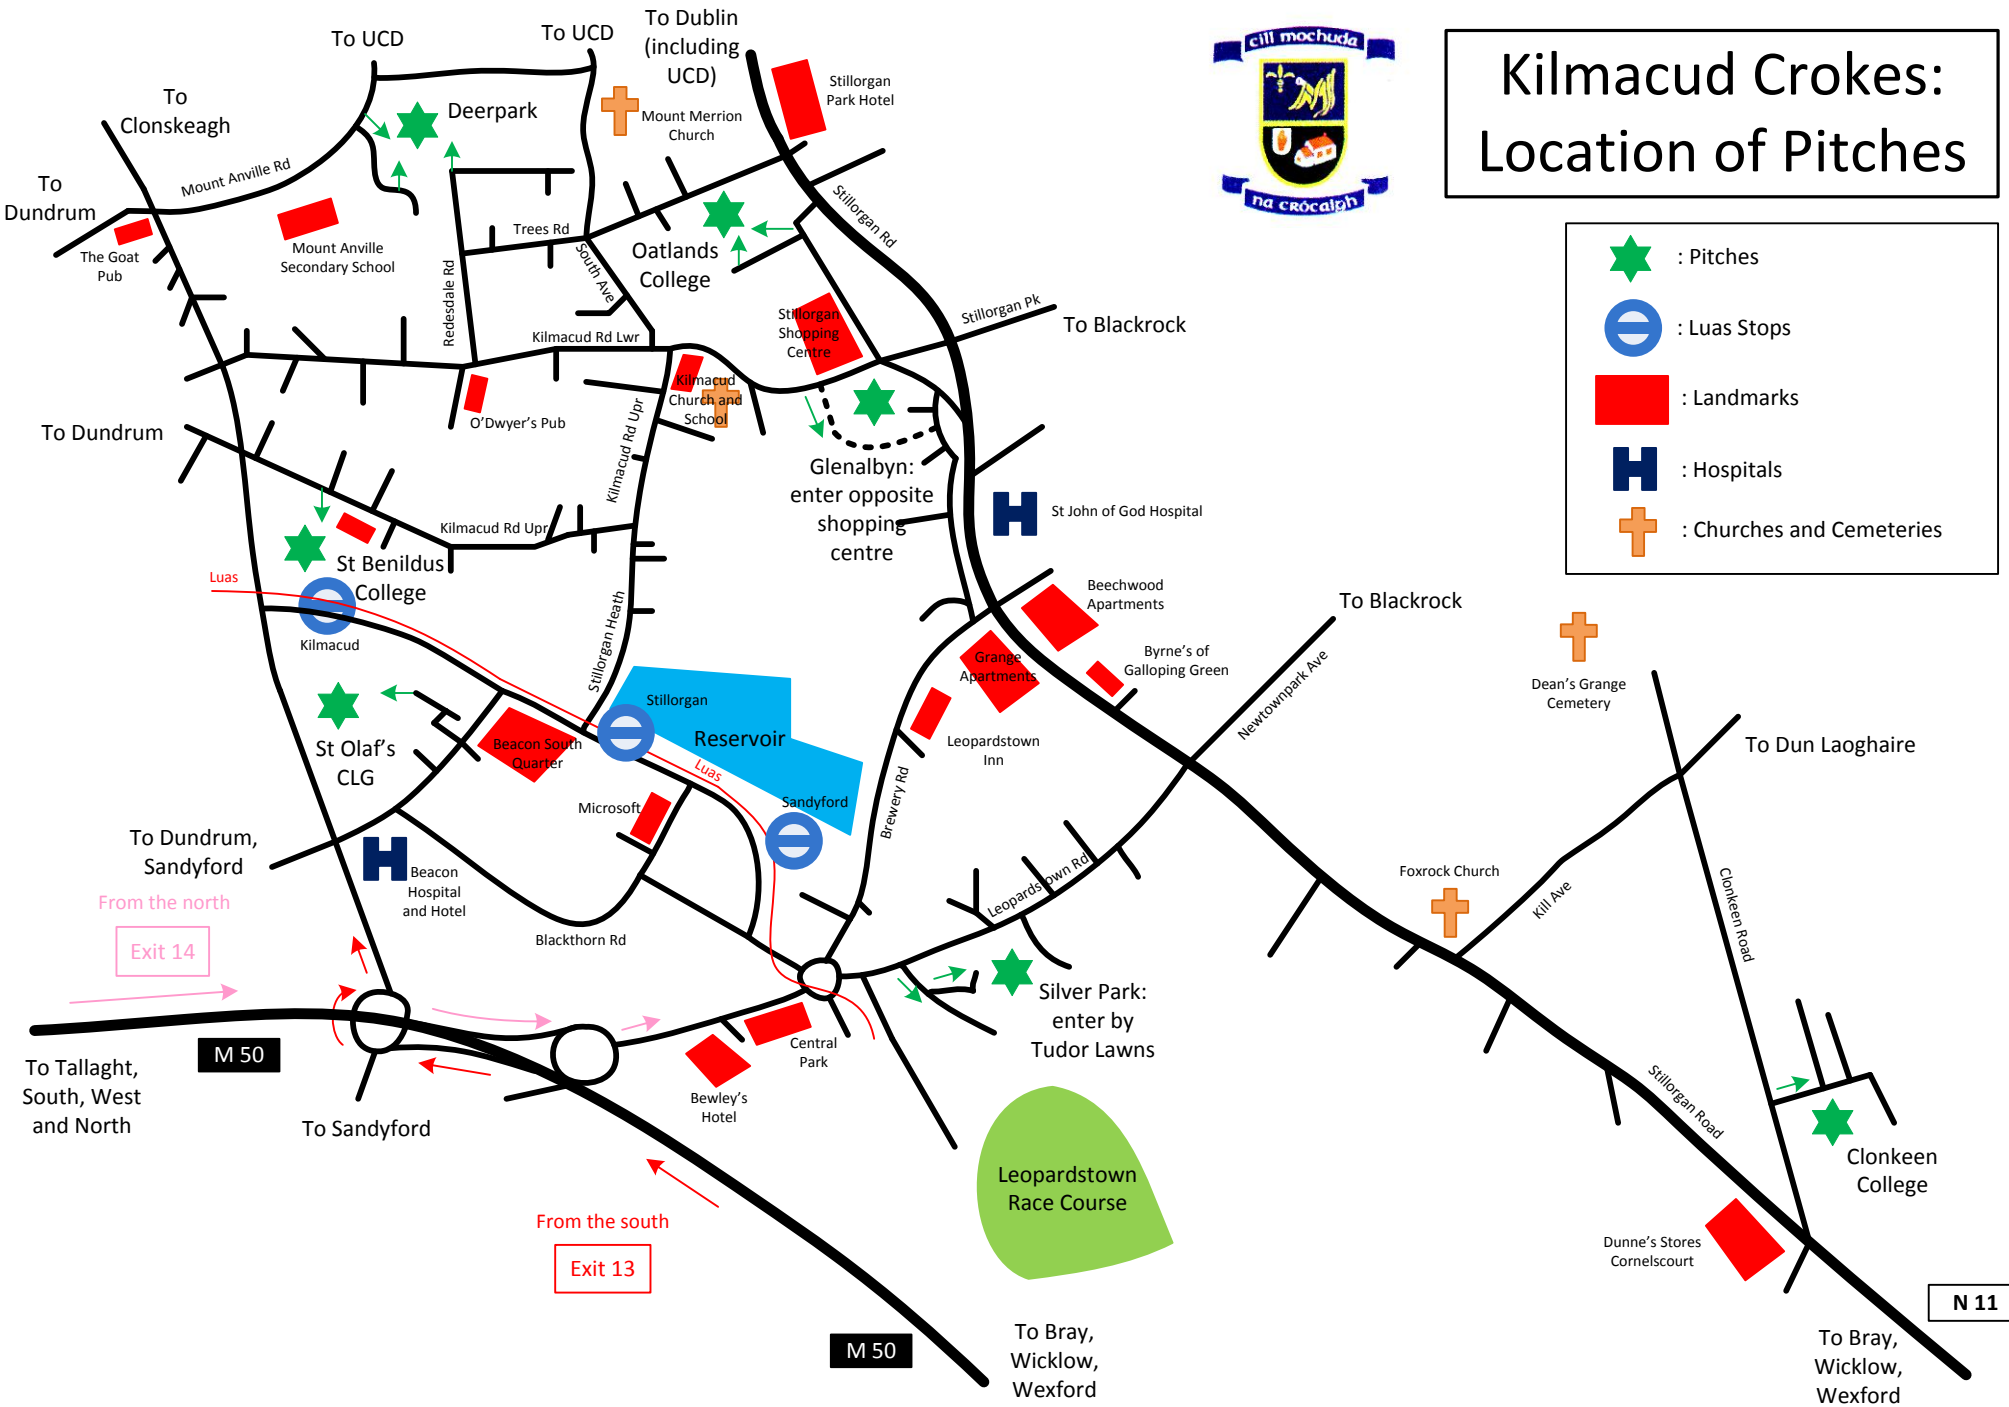 To UCD
To UCD
To Dublin
(including
UCD)
To
Clonskeagh
Deerpark
Mount Merrion
Church
Stillorgan
Park Hotel
cill mochuda
na crócaigh
Kilmacud Crokes:
Location of Pitches
: Pitches
: Luas Stops
: Landmarks
: Hospitals
: Churches and Cemeteries
To
Dundrum
Mount Anville Rd
The Goat
Pub
Mount Anville
Secondary School
Redesdale Rd
Trees Rd
South Ave
Oatlands
College
Stillorgan Rd
Stillorgan
Shopping
Centre
Stillorgan Pk
To Blackrock
Kilmacud Rd Lwr
Kilmacud
Church and
School
O'Dwyer's Pub
To Dundrum
Kilmacud Rd Upr
Kilmacud Rd Upr
Glenalbyn:
enter opposite
shopping
centre
St John of God Hospital
St Benildus
College
Luas
Kilmacud
Stillorgan Heath
Beechwood
Apartments
Grange
Apartments
Byrne's of
Galloping Green
To Blackrock
Newtownpark Ave
Dean's Grange
Cemetery
To Dun Laoghaire
St Olaf's
CLG
Beacon South
Quarter
Stillorgan
Reservoir
Luas
Sandyford
Microsoft
Leopardstown
Inn
Brewery Rd
Leopardstown Rd
To Dundrum,
Sandyford
Beacon
Hospital
and Hotel
Blackthorn Rd
Foxrock Church
Kill Ave
Clonkeen Road
From the north
Exit 14
M 50
To Tallaght,
South, West
and North
To Sandyford
Bewley's
Hotel
Central
Park
Silver Park:
enter by
Tudor Lawns
Leopardstown
Race Course
Stillorgan Road
Clonkeen
College
From the south
Exit 13
Dunne's Stores
Cornelscourt
N 11
M 50
To Bray,
Wicklow,
Wexford
To Bray,
Wicklow,
Wexford